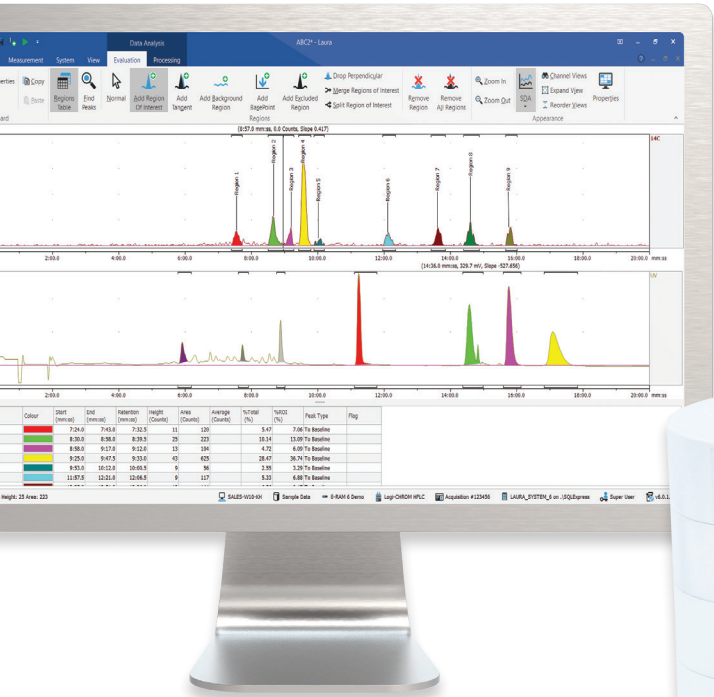 Data Analysis ABC2* - Laura
Measurement System View Evaluation Processing
Copy Regions Table Find Peaks Normal Add Region Of Interest Add Tangent Add Background Region Add BasePoint Add Excluded Region Drop Perpendicular Remove Region Remove All Regions Zoom In SDA Channel Views Properties
Paste Merge Regions of Interest Zoom Out Expand View
Split Region of Interest Reorder Views
Regions Appearance
(8:57.0 mm:ss, 0.0 Counts, Slope 0.417)
14C
Region 1 Region 2 Region 3 Region 4 Region 5 Region 6 Region 7 Region 8 Region 9
2:00.0 4:00.0 6:00.0 8:00.0 10:00.0 12:00.0 14:00.0 16:00.0 18:00.0 20:00.0 mm:ss
(14:36.0 mm:ss, 329.7 mV, Slope -527.656)
UV
2:00.0 4:00.0 6:00.0 8:00.0 10:00.0 12:00.0 14:00.0 16:00.0 18:00.0 20:00.0 mm:ss
Colour Start (mm:ss) End (mm:ss) Retention (mm:ss) Height (Counts) Area (Counts) Average (Counts) %Total (%) %ROI (%) Peak Type Flag
7:24.0 7:43.0 7:32.5 11 120 5.47 7.06 To Baseline
8:30.0 8:58.0 8:39.5 25 223 10.14 13.09 To Baseline
8:58.0 9:17.0 9:12.0 13 104 4.72 6.09 To Baseline
9:25.0 9:47.5 9:33.0 43 625 28.47 36.74 To Baseline
9:53.0 10:12.0 10:00.5 9 56 2.55 3.29 To Baseline
11:57.5 12:21.0 12:06.5 9 117 5.33 6.88 To Baseline
Height: 25 Area: 223 SALES-W10-KH Sample Data Logi-CHROM HPLC Acquisition #123456 LAURA_SYSTEM_6 on .\SQLExpress Super User v6.0.1.